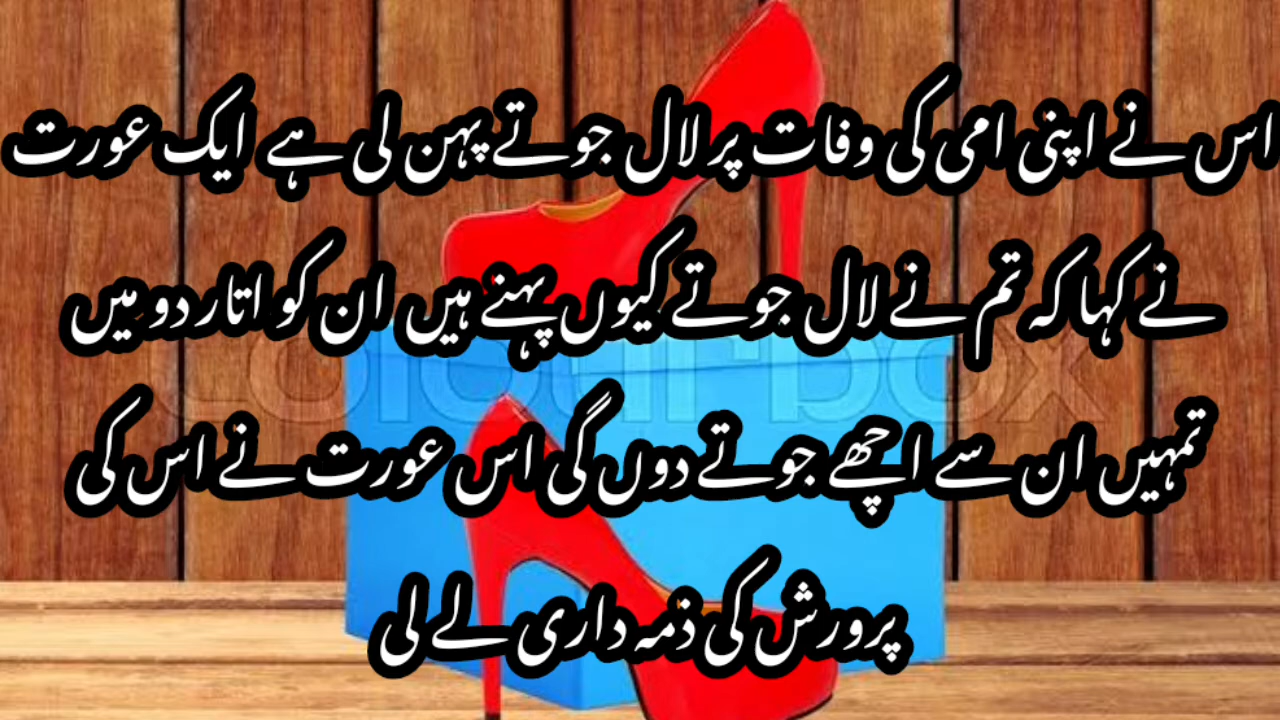 اس نے اپنی امی کی وفات پر لال جوتے پہن لی ہے ایک عورت
نے کہا کہ تم نے لال جوتے کیوں پہنے ہیں ان کو اتار دو میں
colourbox
تمہیں ان سے اچھے جوتے دوں گی اس عورت نے اس کی
پرورش کی ذمہ داری لے لی